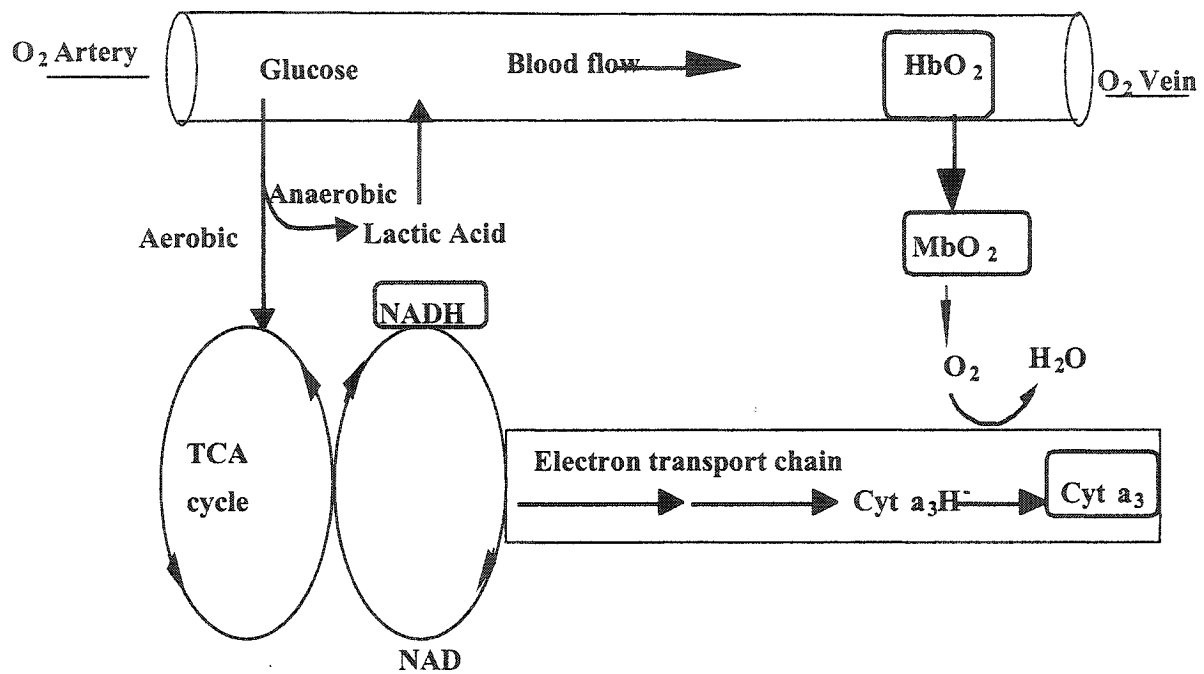 O₂ Artery
Glucose
Blood flow
HbO₂
O₂ Vein
Anaerobic
Aerobic
Lactic Acid
MbO₂
NADH
O₂
H₂O
TCA
cycle
Electron transport chain
Cyt a₃H⁻
Cyt a₃
NAD